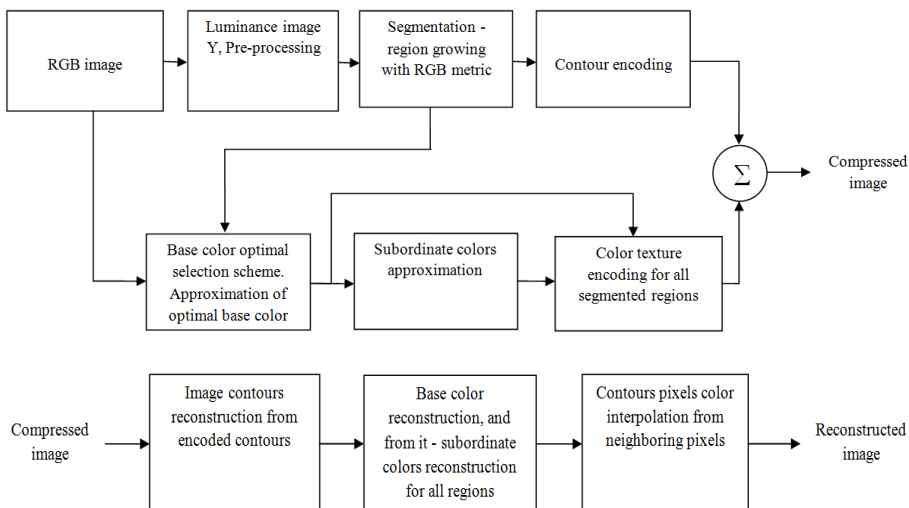 RGB image
Luminance image
Y, Pre-processing
Segmentation -
region growing
with RGB metric
Contour encoding
Σ
Compressed
image
Base color optimal
selection scheme.
Approximation of
optimal base color
Subordinate colors
approximation
Color texture
encoding for all
segmented regions
Compressed
image
Image contours
reconstruction from
encoded contours
Base color
reconstruction, and
from it - subordinate
colors reconstruction
for all regions
Contours pixels color
interpolation from
neighboring pixels
Reconstructed
image